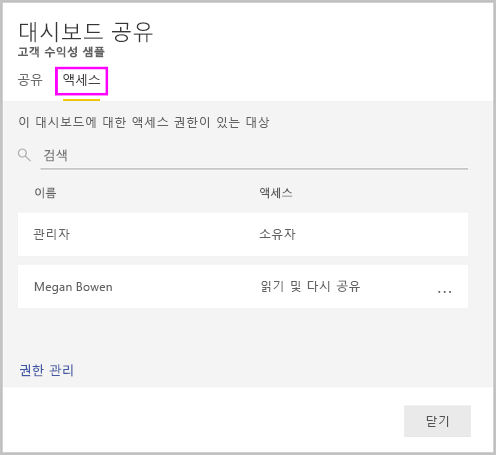 대시보드 공유
고객 수익성 샘플
공유 액세스
이 대시보드에 대한 액세스 권한이 있는 대상
검색
이름 액세스
관리자 소유자
Megan Bowen 읽기 및 다시 공유 ...
권한 관리
닫기